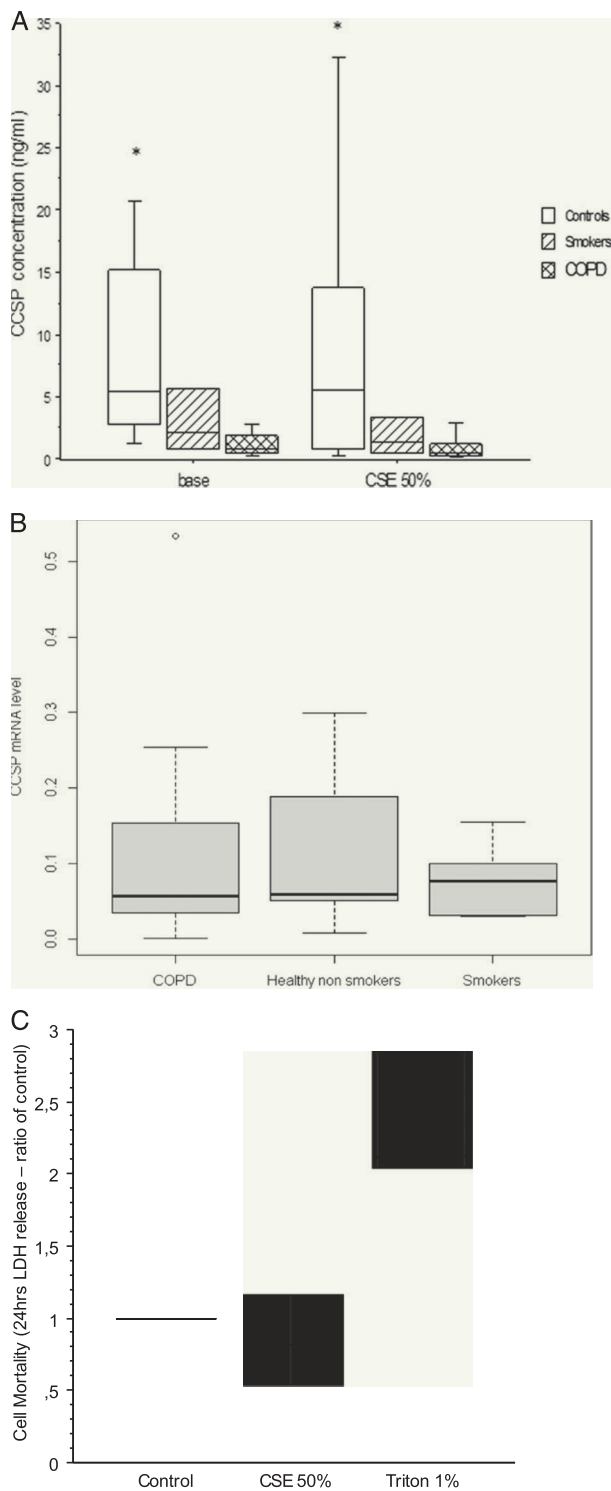 A
35
30
25
20
15
10
5
0
CCSP concentration (ng/ml)
*
*
Controls
Smokers
COPD
base
CSE 50%
B
0.5
0.4
0.3
0.2
0.1
0.0
CCSP mRNA level
COPD
Healthy non smokers
Smokers
C
3
2,5
2
1,5
1
,5
0
Cell Mortality (24hrs LDH release – ratio of control)
Control
CSE 50%
Triton 1%